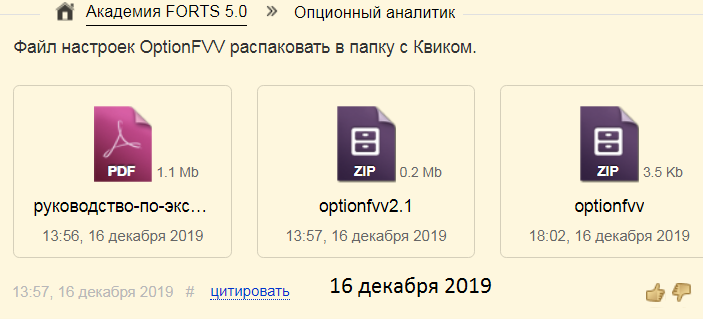 Академия FORTS 5.0 » Опционный аналитик
Файл настроек OptionFVV распаковать в папку с Квиком.
PDF 1.1 Mb
ZIP 0.2 Mb
ZIP 3.5 Kb
руководство-по-экс...
optionfvv2.1
optionfvv
13:56, 16 декабря 2019
13:57, 16 декабря 2019
18:02, 16 декабря 2019
13:57, 16 декабря 2019 # цитировать 16 декабря 2019